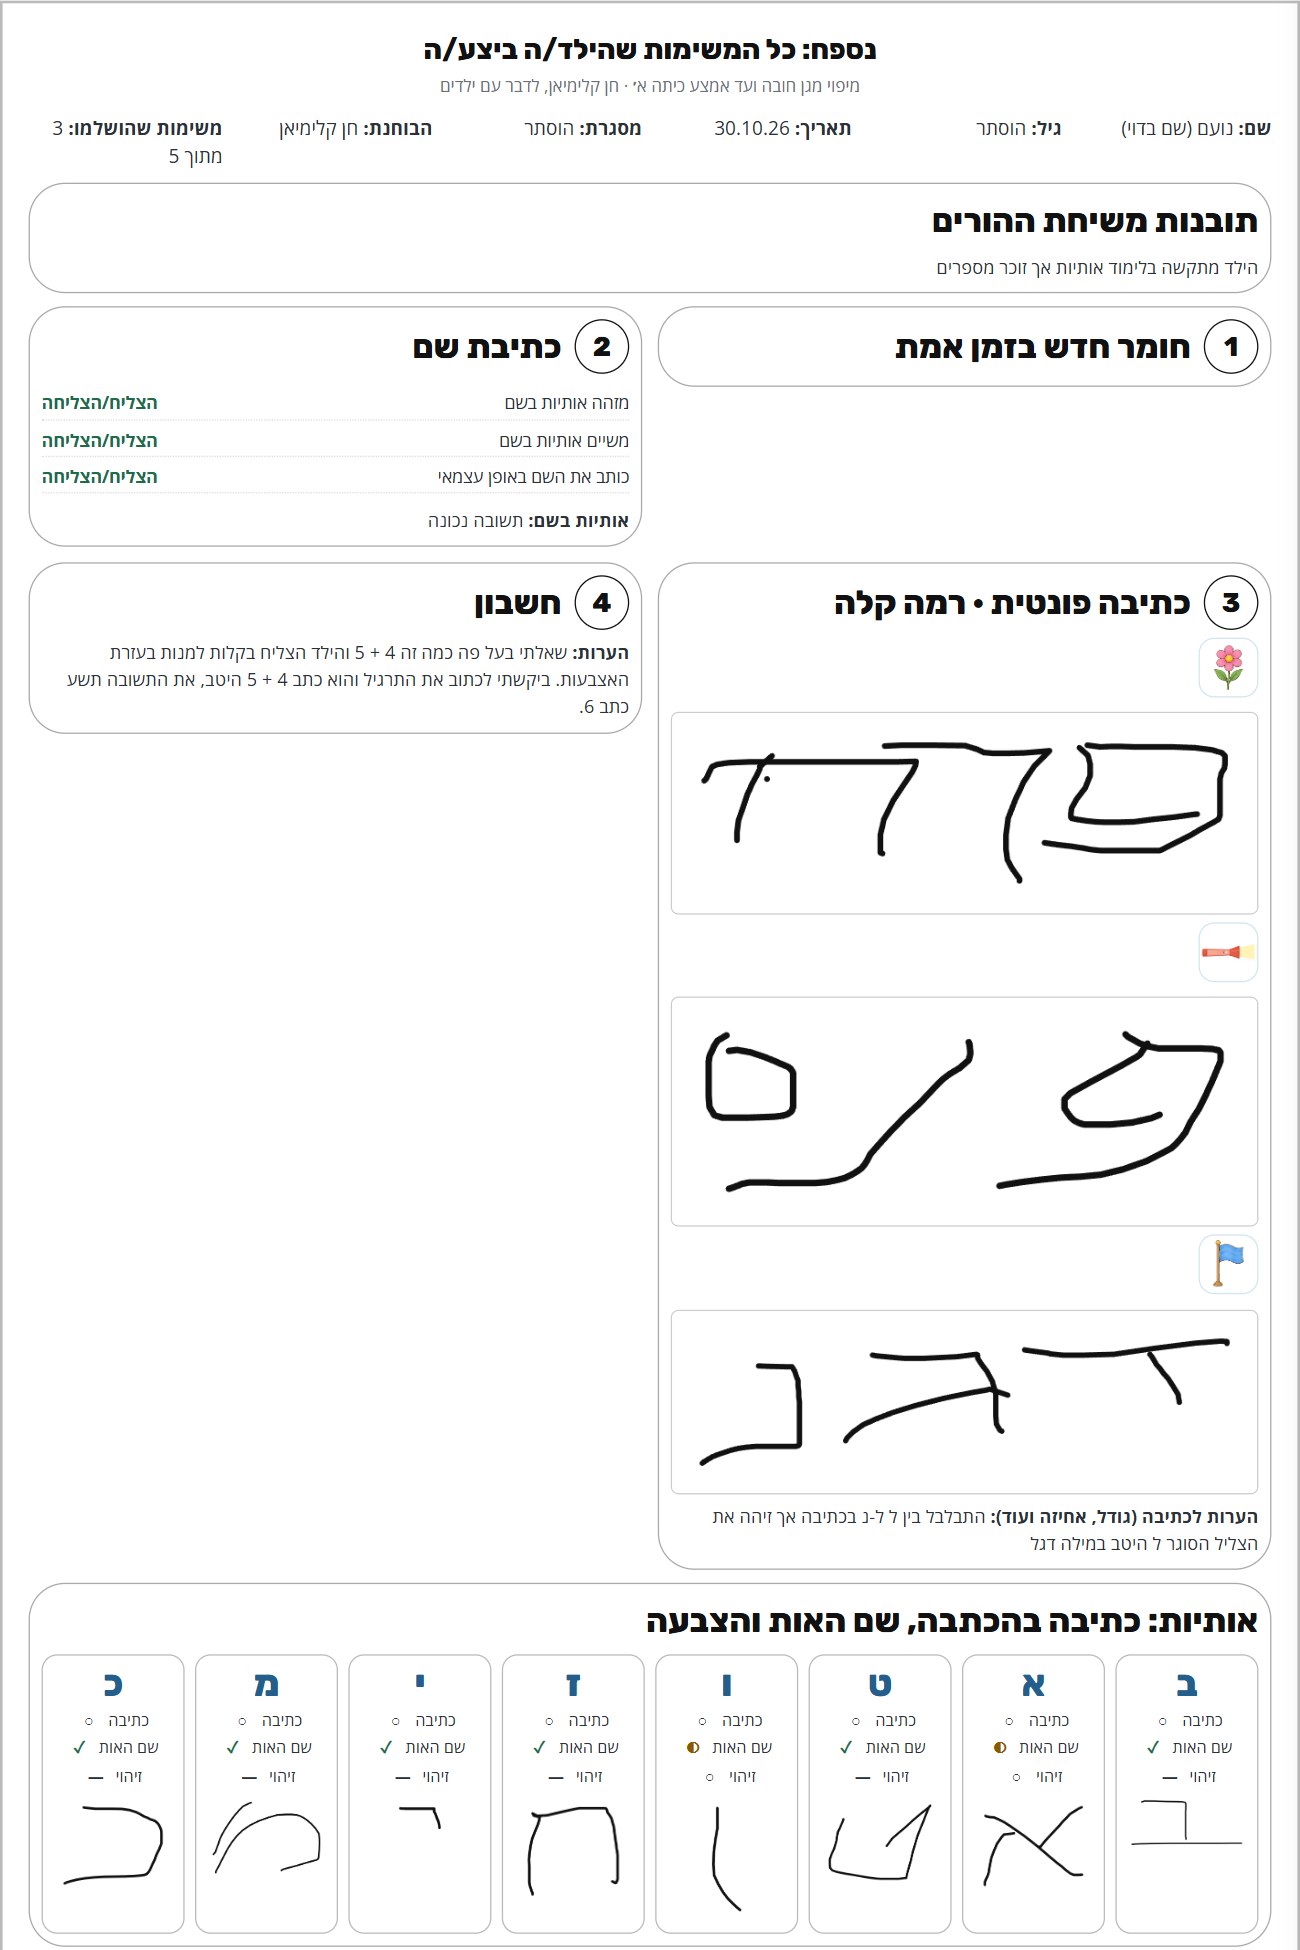 נספח: כל המשימות שהילד/ה ביצע/ה
מיפוי מגן חובה ועד אמצע כיתה א' · חן קלימיאן, לדבר עם ילדים
שם: נועם (שם בדוי) גיל: הוסתר תאריך: 30.10.26 מסגרת: הוסתר הבוחנת: חן קלימיאן משימות שהושלמו: 3
מתוך 5
תובנות משיחת ההורים
הילד מתקשה בלימוד אותיות אך זוכר מספרים
1 חומר חדש בזמן אמת
2 כתיבת שם
מזהה אותיות בשם הצליח/הצליחה
משיים אותיות בשם הצליח/הצליחה
כותב את השם באופן עצמאי הצליח/הצליחה
אותיות בשם: תשובה נכונה
3 כתיבה פונטית • רמה קלה
הערות לכתיבה (גודל, אחיזה ועוד): התבלבל בין ל ל-נ בכתיבה אך זיהה את
הצליל הסוגר ל היטב במילה דגל
4 חשבון
הערות: שאלתי בעל פה כמה זה 4 + 5 והילד הצליח בקלות למנות בעזרת
האצבעות. ביקשתי לכתוב את התרגיל והוא כתב 4 + 5 היטב, את התשובה תשע
כתב 6.
אותיות: כתיבה בהכתבה, שם האות והצבעה
ב א ט ו ז י מ כ
כתיבה ○ כתיבה ○ כתיבה ○ כתיבה ○ כתיבה ○ כתיבה ○ כתיבה ○ כתיבה ○
שם האות ✓ שם האות ◐ שם האות ✓ שם האות ◐ שם האות ✓ שם האות ✓ שם האות ✓ שם האות ✓
זיהוי — זיהוי ○ זיהוי — זיהוי ○ זיהוי — זיהוי — זיהוי — זיהוי —